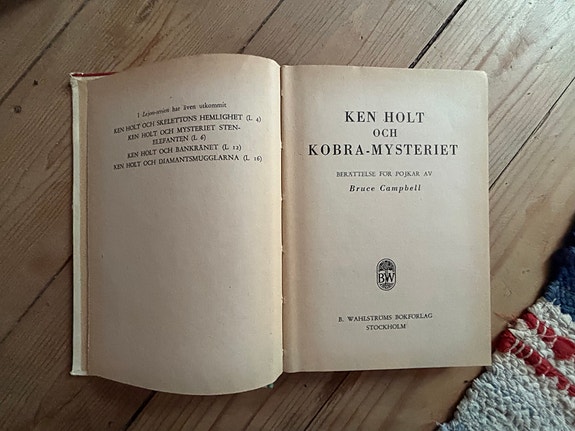 I Lejon-serien har även utkommit
KEN HOLT OCH SKELETTÖNS HEMLIGHET (L 4)
KEN HOLT OCH MYSTERIET STEN-
ELEFANTEN (L 6)
KEN HOLT OCH BANKRÅNET (L 12)
KEN HOLT OCH DIAMANTSMUGGLARNA (L 16)
KEN HOLT
OCH
KOBRA-MYSTERIET
BERÄTTELSE FÖR POJKAR AV
Bruce Campbell
BW
B. WAHLSTRÖMS BOKFÖRLAG
STOCKHOLM